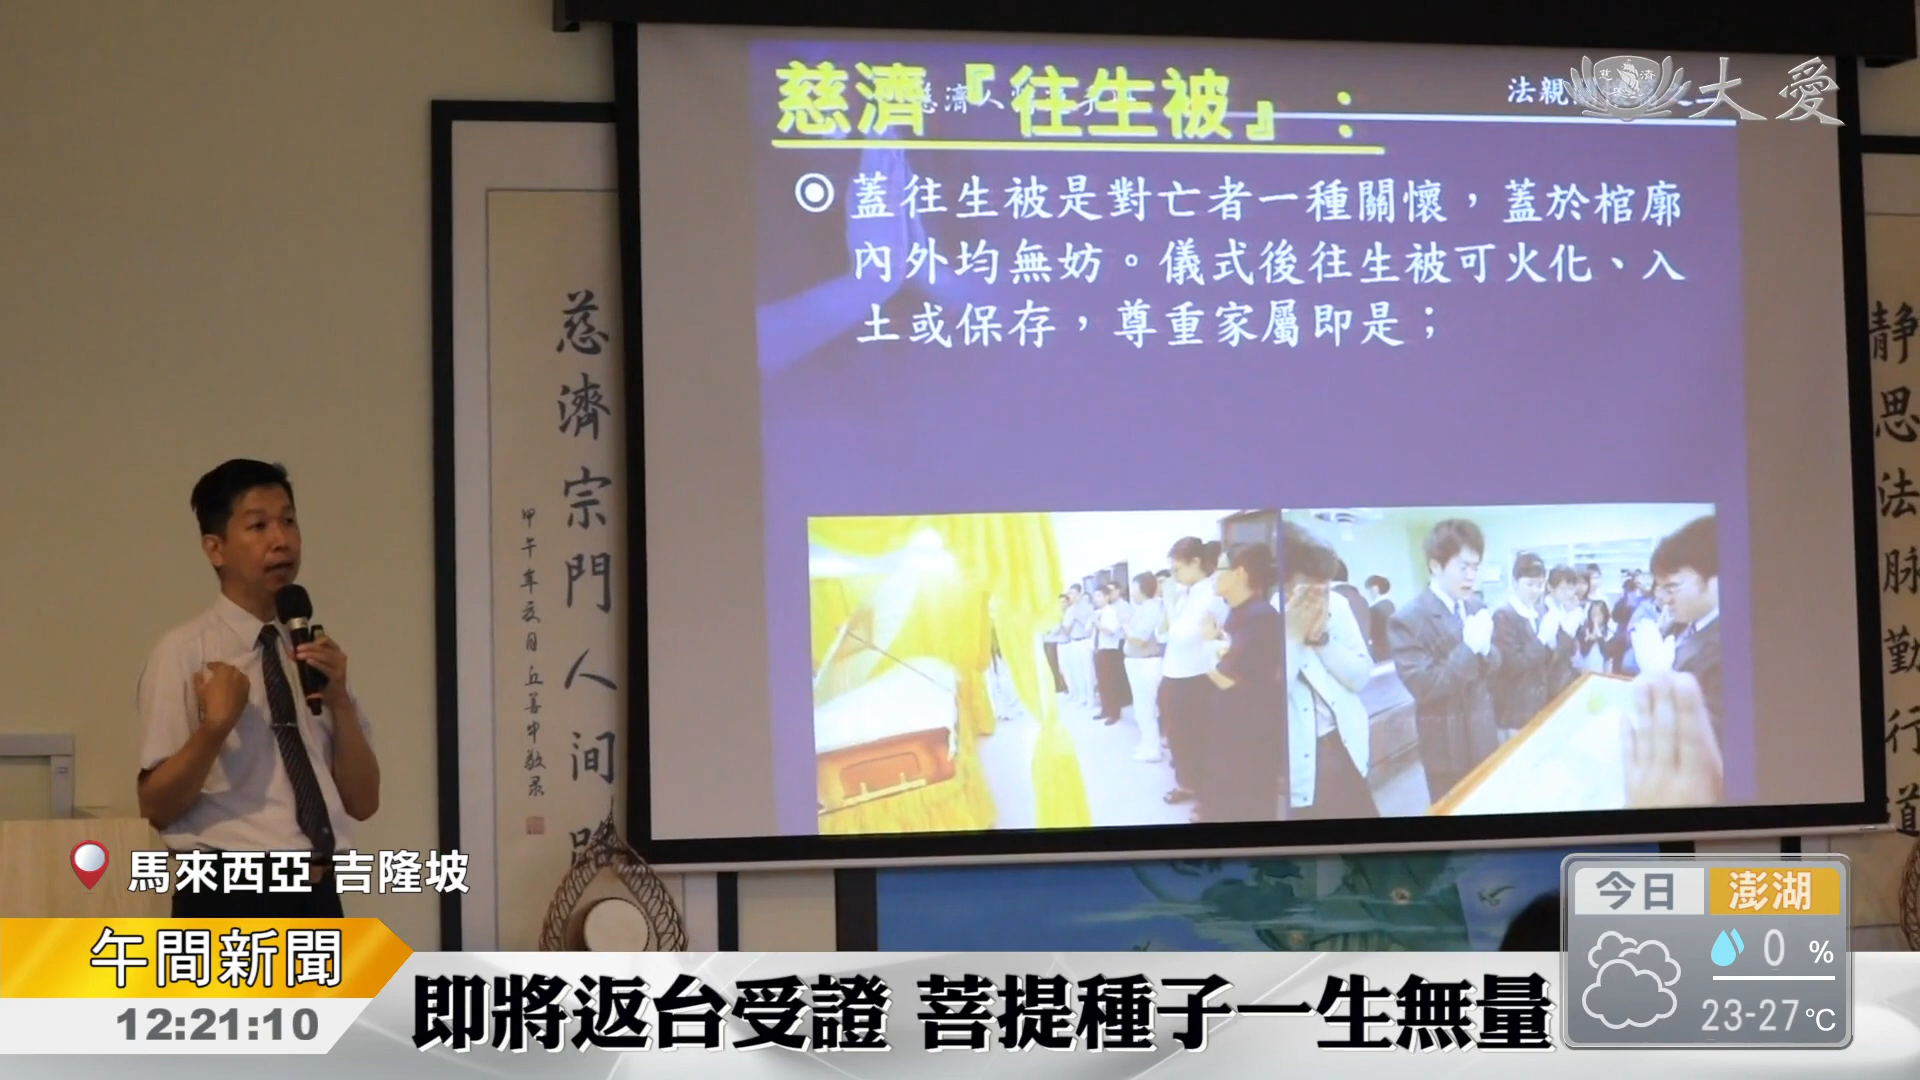 慈濟『往生被』：
法親
大愛
慈濟
蓋往生被是對亡者一種關懷，蓋於棺廓
內外均無妨。儀式後往生被可火化、入
土或保存，尊重家屬即是；
慈濟宗門人间路
靜思法脉勤行道
馬來西亞 吉隆坡
午間新聞
12:21:10
即將返台受證 菩提種子一生無量
今日 澎湖
0 %
23-27°C